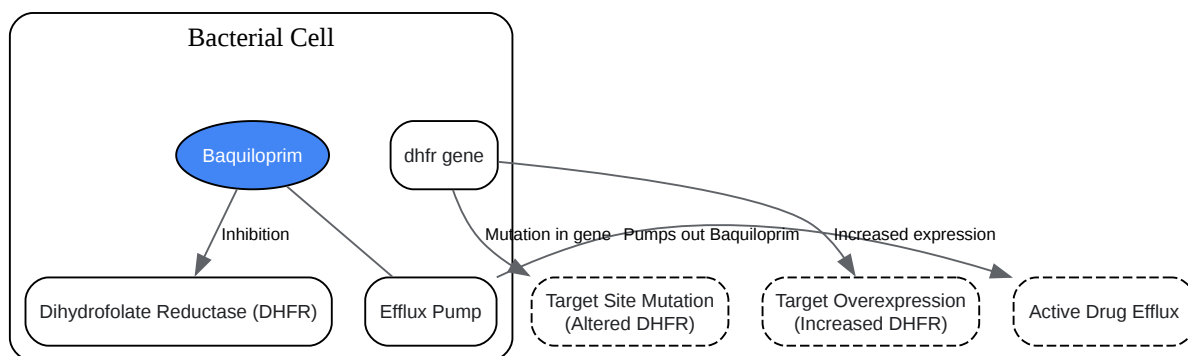 Bacterial Cell
Baquiloprim
dhfr gene
Inhibition
Mutation in gene
Pumps out Baquiloprim
Increased expression
Dihydrofolate Reductase (DHFR)
Efflux Pump
Target Site Mutation
(Altered DHFR)
Target Overexpression
(Increased DHFR)
Active Drug Efflux